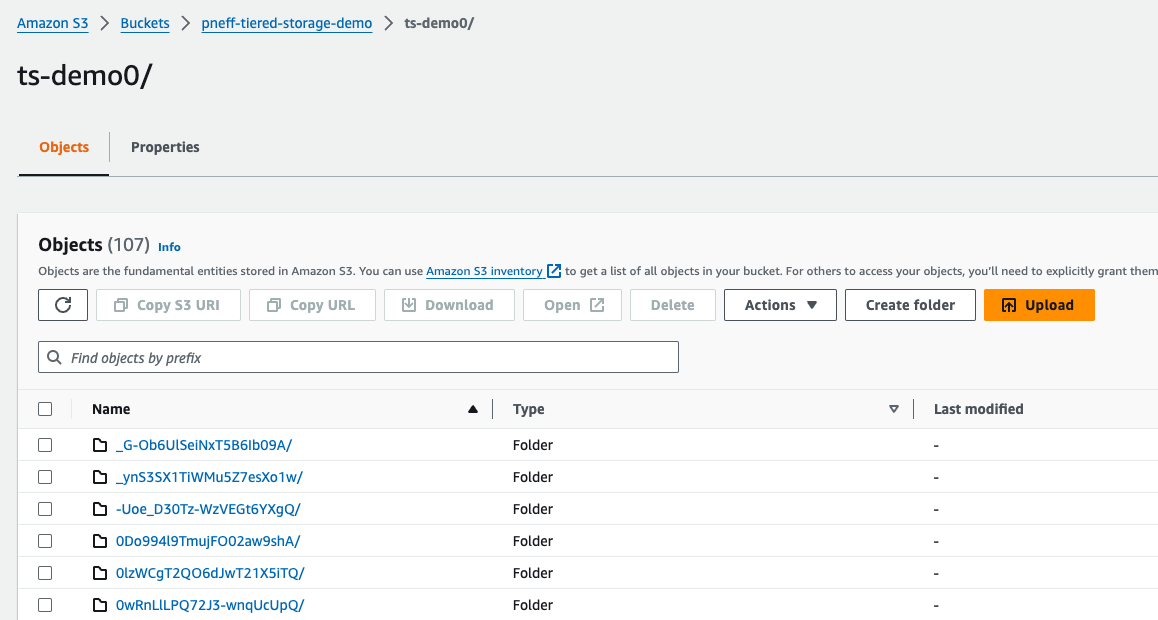 Amazon S3 > Buckets > pneff-tiered-storage-demo > ts-demo0/
ts-demo0/
Objects Properties
Objects (107) Info
Objects are the fundamental entities stored in Amazon S3. You can use Amazon S3 inventory to get a list of all objects in your bucket. For others to access your objects, you'll need to explicitly grant them
Copy S3 URI Copy URL Download Open Delete Actions Create folder Upload
Find objects by prefix
Name Type Last modified
_G-Ob6UlSeiNxT5B6Ib09A/ Folder -
_ynS3SX1TiWMu5Z7esXo1w/ Folder -
-Uoe_D30Tz-WzVEGt6YXgQ/ Folder -
0Do994l9TmujFO02aw9shA/ Folder -
0lzWCgT2QO6dJwT21X5iTQ/ Folder -
0wRnLlLPQ72J3-wnqUcUpQ/ Folder -